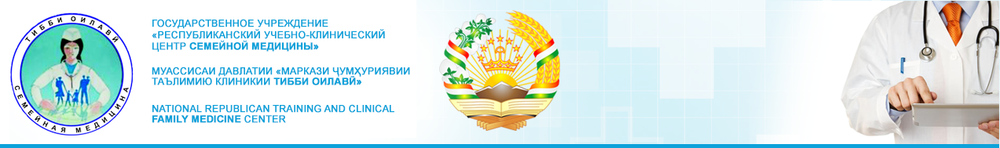 ТИББИ ОИЛАВӢ
СЕМЕЙНАЯ МЕДИЦИНА
ГОСУДАРСТВЕННОЕ УЧРЕЖДЕНИЕ
«РЕСПУБЛИКАНСКИЙ УЧЕБНО-КЛИНИЧЕСКИЙ
ЦЕНТР СЕМЕЙНОЙ МЕДИЦИНЫ»
МУАССИСАИ ДАВЛАТИИ «МАРКАЗИ ҶУМҲУРИЯВИИ
ТАЪЛИМИЮ КЛИНИКИИ ТИББИ ОИЛАВӢ»
NATIONAL REPUBLICAN TRAINING AND CLINICAL
FAMILY MEDICINE CENTER